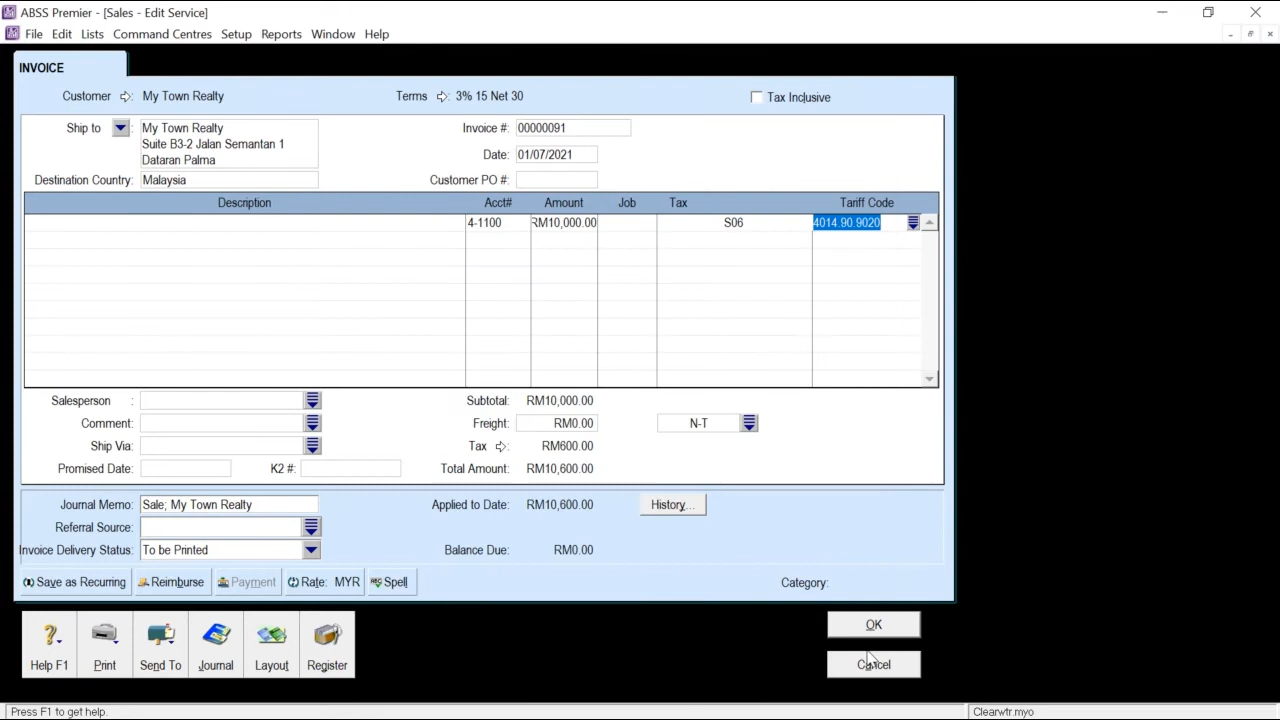 ABSS Premier - [Sales - Edit Service]
File Edit Lists Command Centres Setup Reports Window Help
INVOICE
Customer : My Town Realty Terms : 3% 15 Net 30 Tax Inclusive
Ship to : My Town Realty Invoice #: 00000091
Suite B3-2 Jalan Semantan 1
Dataran Palma Date: 01/07/2021
Destination Country: Malaysia Customer PO #:
Description Acct# Amount Job Tax Tariff Code
4-1100 RM10,000.00 S06 4014.90.9020
Salesperson : Subtotal: RM10,000.00
Comment: Freight: RM0.00 N-T
Ship Via: Tax : RM600.00
Promised Date: K2 #: Total Amount: RM10,600.00
Journal Memo: Sale; My Town Realty Applied to Date: RM10,600.00 History...
Referral Source:
Invoice Delivery Status: To be Printed Balance Due: RM0.00
Save as Recurring Reimburse Payment Rate: MYR ABC Spell Category:
Help F1 Print Send To Journal Layout Register OK
Cancel
Press F1 to get help. Clearwtr.myo